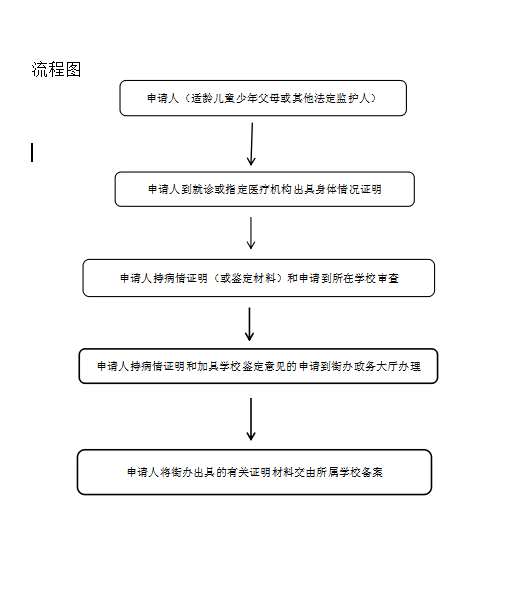 流程图
申请人（适龄儿童少年父母或其他法定监护人）
申请人到就诊或指定医疗机构出具身体情况证明
申请人持病情证明（或鉴定材料）和申请到所在学校审查
申请人持病情证明和加具学校鉴定意见的申请到街办政务大厅办理
申请人将街办出具的有关证明材料交由所属学校备案